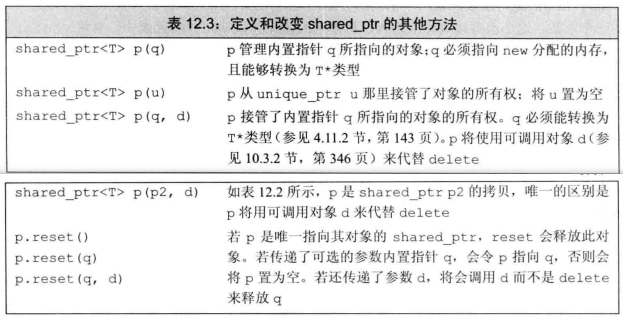 表 12.3：定义和改变 shared_ptr 的其他方法
shared_ptr<T> p(q) p 管理内置指针 q 所指向的对象；q 必须指向 new 分配的内存，
且能够转换为 T*类型
shared_ptr<T> p(u) p 从 unique_ptr u 那里接管了对象的所有权；将 u 置为空
shared_ptr<T> p(q, d) p 接管了内置指针 q 所指向的对象的所有权。q 必须能转换为
T*类型（参见 4.11.2 节，第 143 页）。p 将使用可调用对象 d（参
见 10.3.2 节，第 346 页）来代替 delete
shared_ptr<T> p(p2, d) 如表 12.2 所示，p 是 shared_ptr p2 的拷贝，唯一的区别是
p 将用可调用对象 d 来代替 delete
p.reset() 若 p 是唯一指向其对象的 shared_ptr，reset 会释放此对
p.reset(q) 象。若传递了可选的参数内置指针 q，会令 p 指向 q，否则会
p.reset(q, d) 将 p 置为空。若还传递了参数 d，将会调用 d 而不是 delete
来释放 q